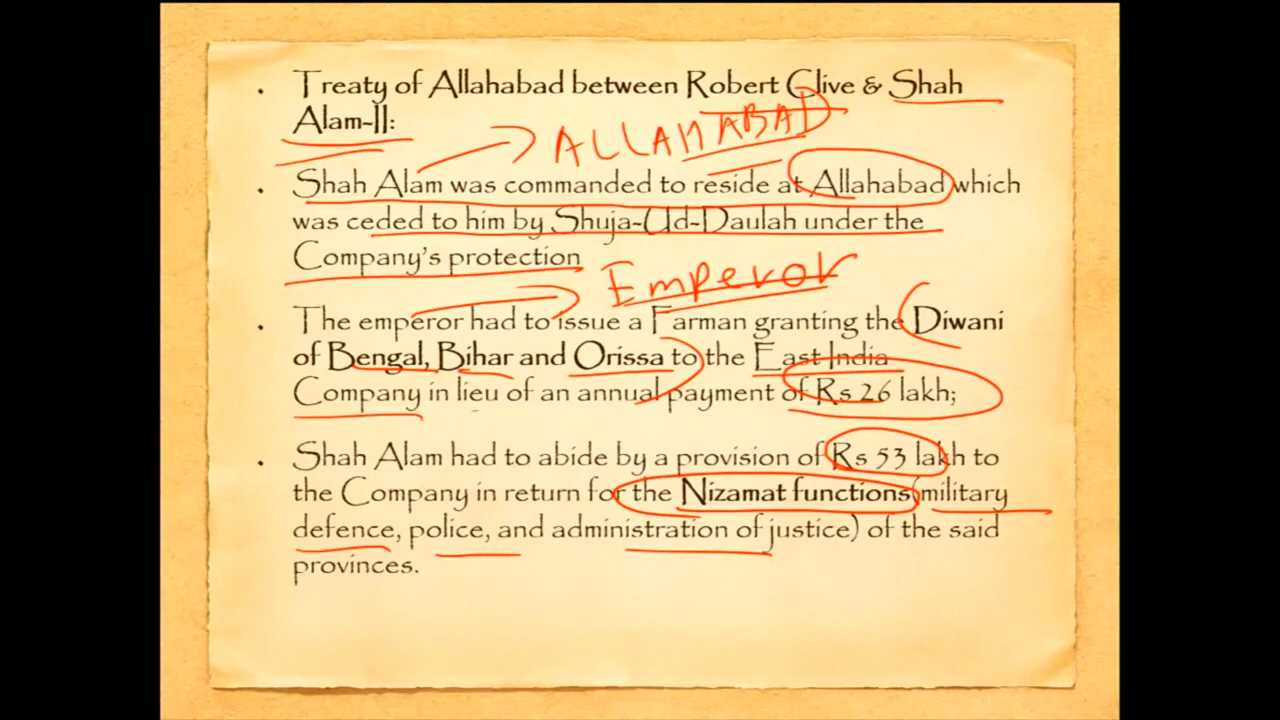 . Treaty of Allahabad between Robert Clive & Shah
Alam-II:
ALLAHABAD
. Shah Alam was commanded to reside at Allahabad which
was ceded to him by Shuja-Ud-Daulah under the
Company's protection
Emperor
. The emperor had to issue a Farman granting the Diwani
of Bengal, Bihar and Orissa to the East India
Company in lieu of an annual payment of Rs 26 lakh;
. Shah Alam had to abide by a provision of Rs 53 lakh to
the Company in return for the Nizamat functions(military
defence, police, and administration of justice) of the said
provinces.